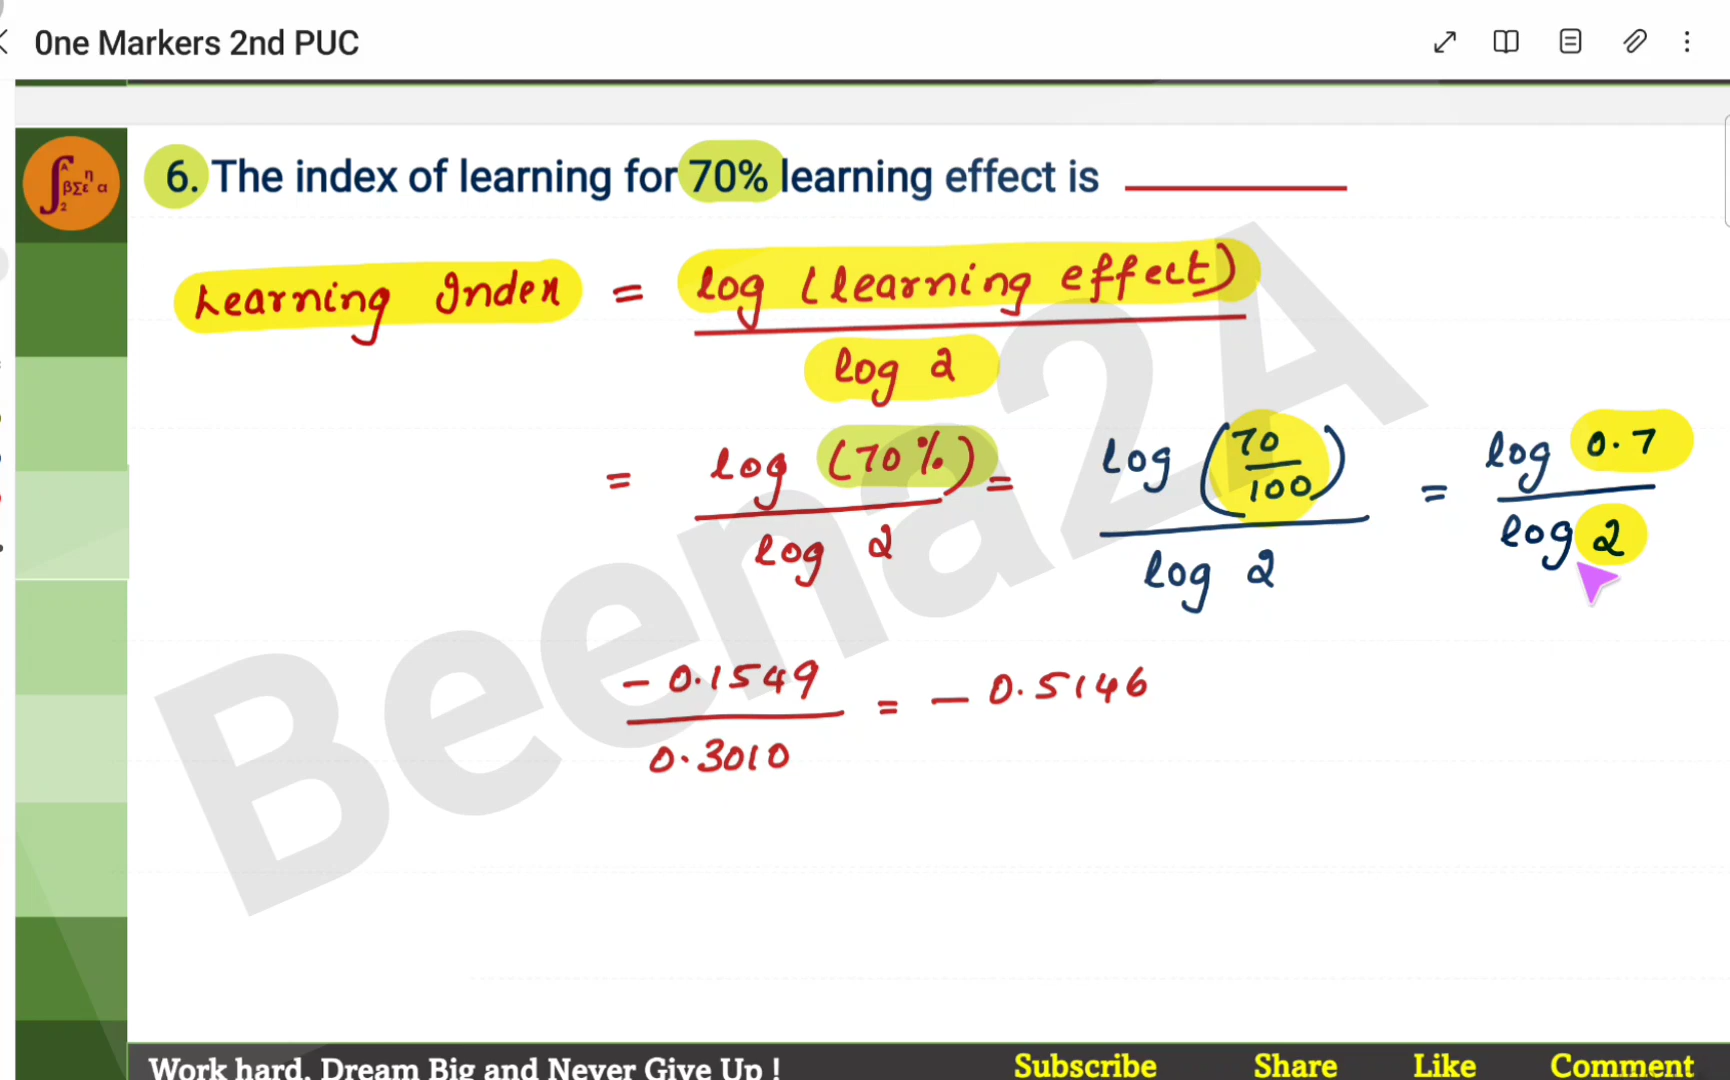 One Markers 2nd PUC
6. The index of learning for 70% learning effect is ________
Learning Index = log (learning effect) / log 2
= log (70%) / log 2 = log (70/100) / log 2 = log 0.7 / log 2
- 0.1549 / 0.3010 = - 0.5146
Beena2A
Work hard, Dream Big and Never Give Up !
Subscribe Share Like Comment